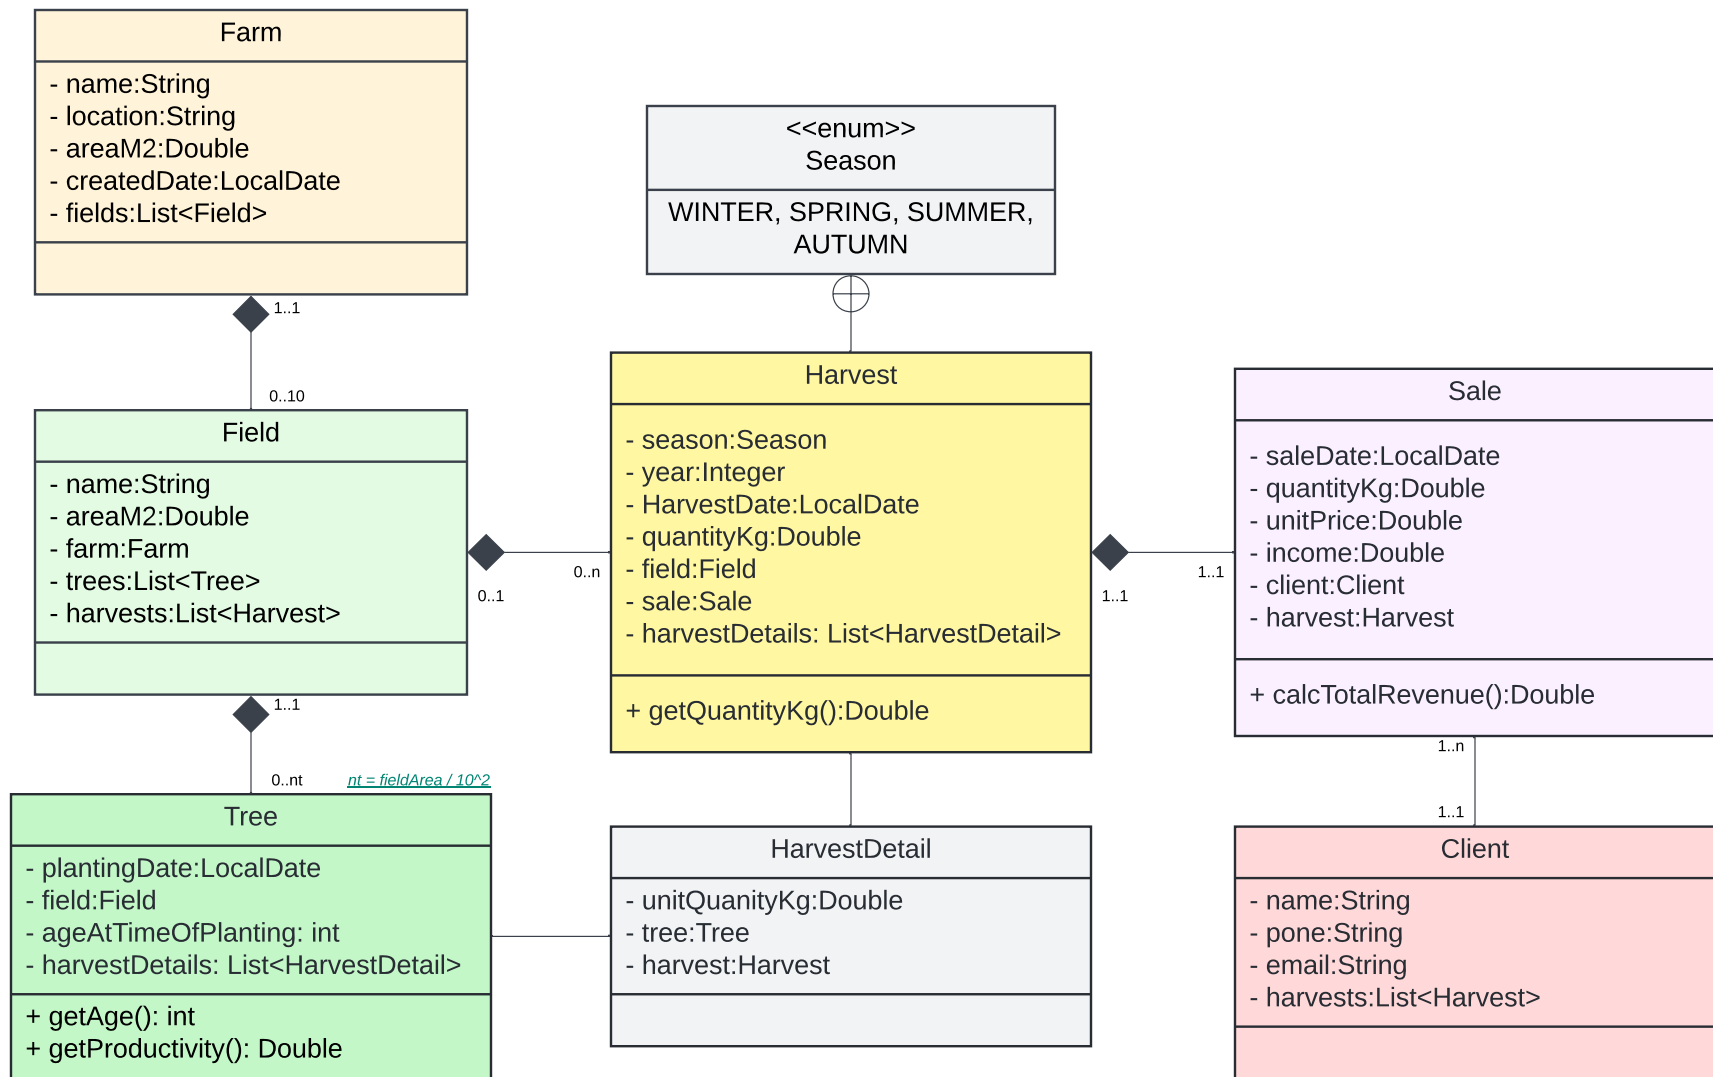 Farm
- name:String
- location:String
- areaM2:Double
- createdDate:LocalDate
- fields:List<Field>
1..1
0..10
Field
- name:String
- areaM2:Double
- farm:Farm
- trees:List<Tree>
- harvests:List<Harvest>
0..1
0..n
1..1
0..nt
nt = fieldArea / 10^2
Tree
- plantingDate:LocalDate
- field:Field
- ageAtTimeOfPlanting: int
- harvestDetails: List<HarvestDetail>
+ getAge(): int
+ getProductivity(): Double
<<enum>>
Season
WINTER, SPRING, SUMMER,
AUTUMN
Harvest
- season:Season
- year:Integer
- HarvestDate:LocalDate
- quantityKg:Double
- field:Field
- sale:Sale
- harvestDetails: List<HarvestDetail>
+ getQuantityKg():Double
1..1
1..1
HarvestDetail
- unitQuanityKg:Double
- tree:Tree
- harvest:Harvest
Sale
- saleDate:LocalDate
- quantityKg:Double
- unitPrice:Double
- income:Double
- client:Client
- harvest:Harvest
+ calcTotalRevenue():Double
1..n
1..1
Client
- name:String
- pone:String
- email:String
- harvests:List<Harvest>